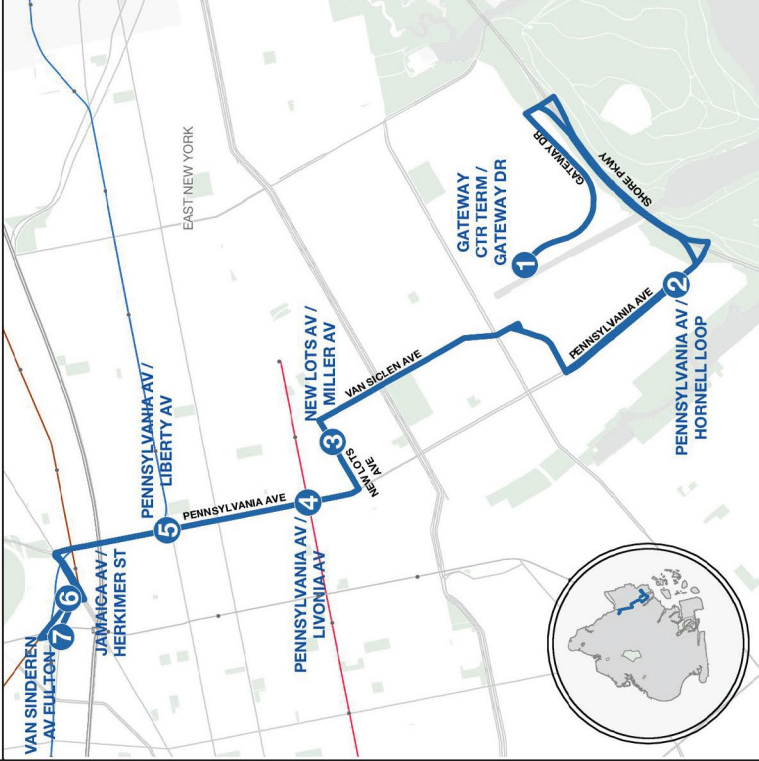 VAN SINDEREN
AV FULTON
7
6
JAMAICA AV /
HERKIMER ST
PENNSYLVANIA AV /
LIBERTY AV
5
PENNSYLVANIA AVE
EAST NEW YORK
PENNSYLVANIA AV /
LIVONIA AV
4
NEW LOTS AV /
MILLER AV
3
NEW LOTS
AVE
VAN SICLEN AVE
GATEWAY
CTR TERM /
GATEWAY DR
1
GATEWAY DR
SHORE PKWY
PENNSYLVANIA AVE
2
PENNSYLVANIA AV /
HORNELL LOOP